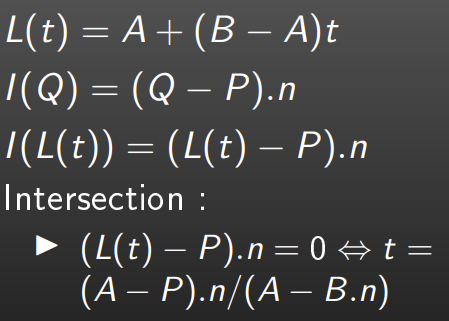 L(t) = A + (B − A)t
I(Q) = (Q − P).n
I(L(t)) = (L(t) − P).n
Intersection :
▶ (L(t) − P).n = 0 ⇔ t =
(A − P).n/(A − B.n)